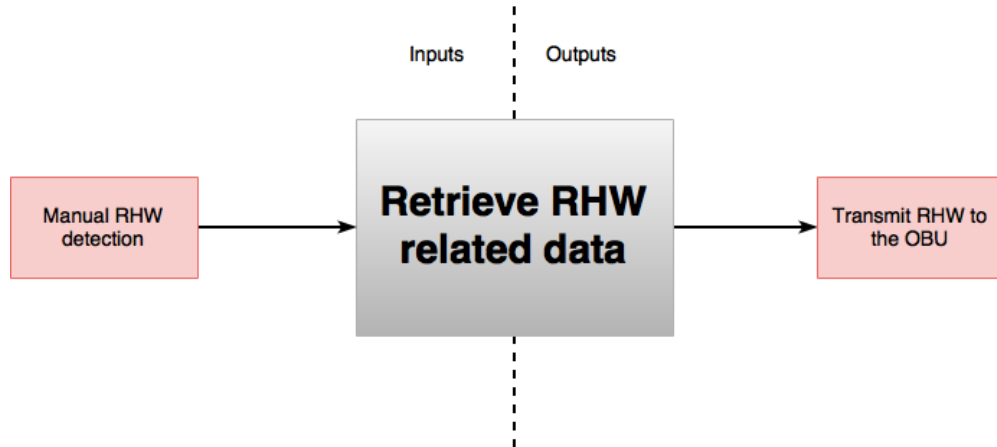 Inputs
Outputs
Manual RHW
detection
Retrieve RHW
related data
Transmit RHW to
the OBU